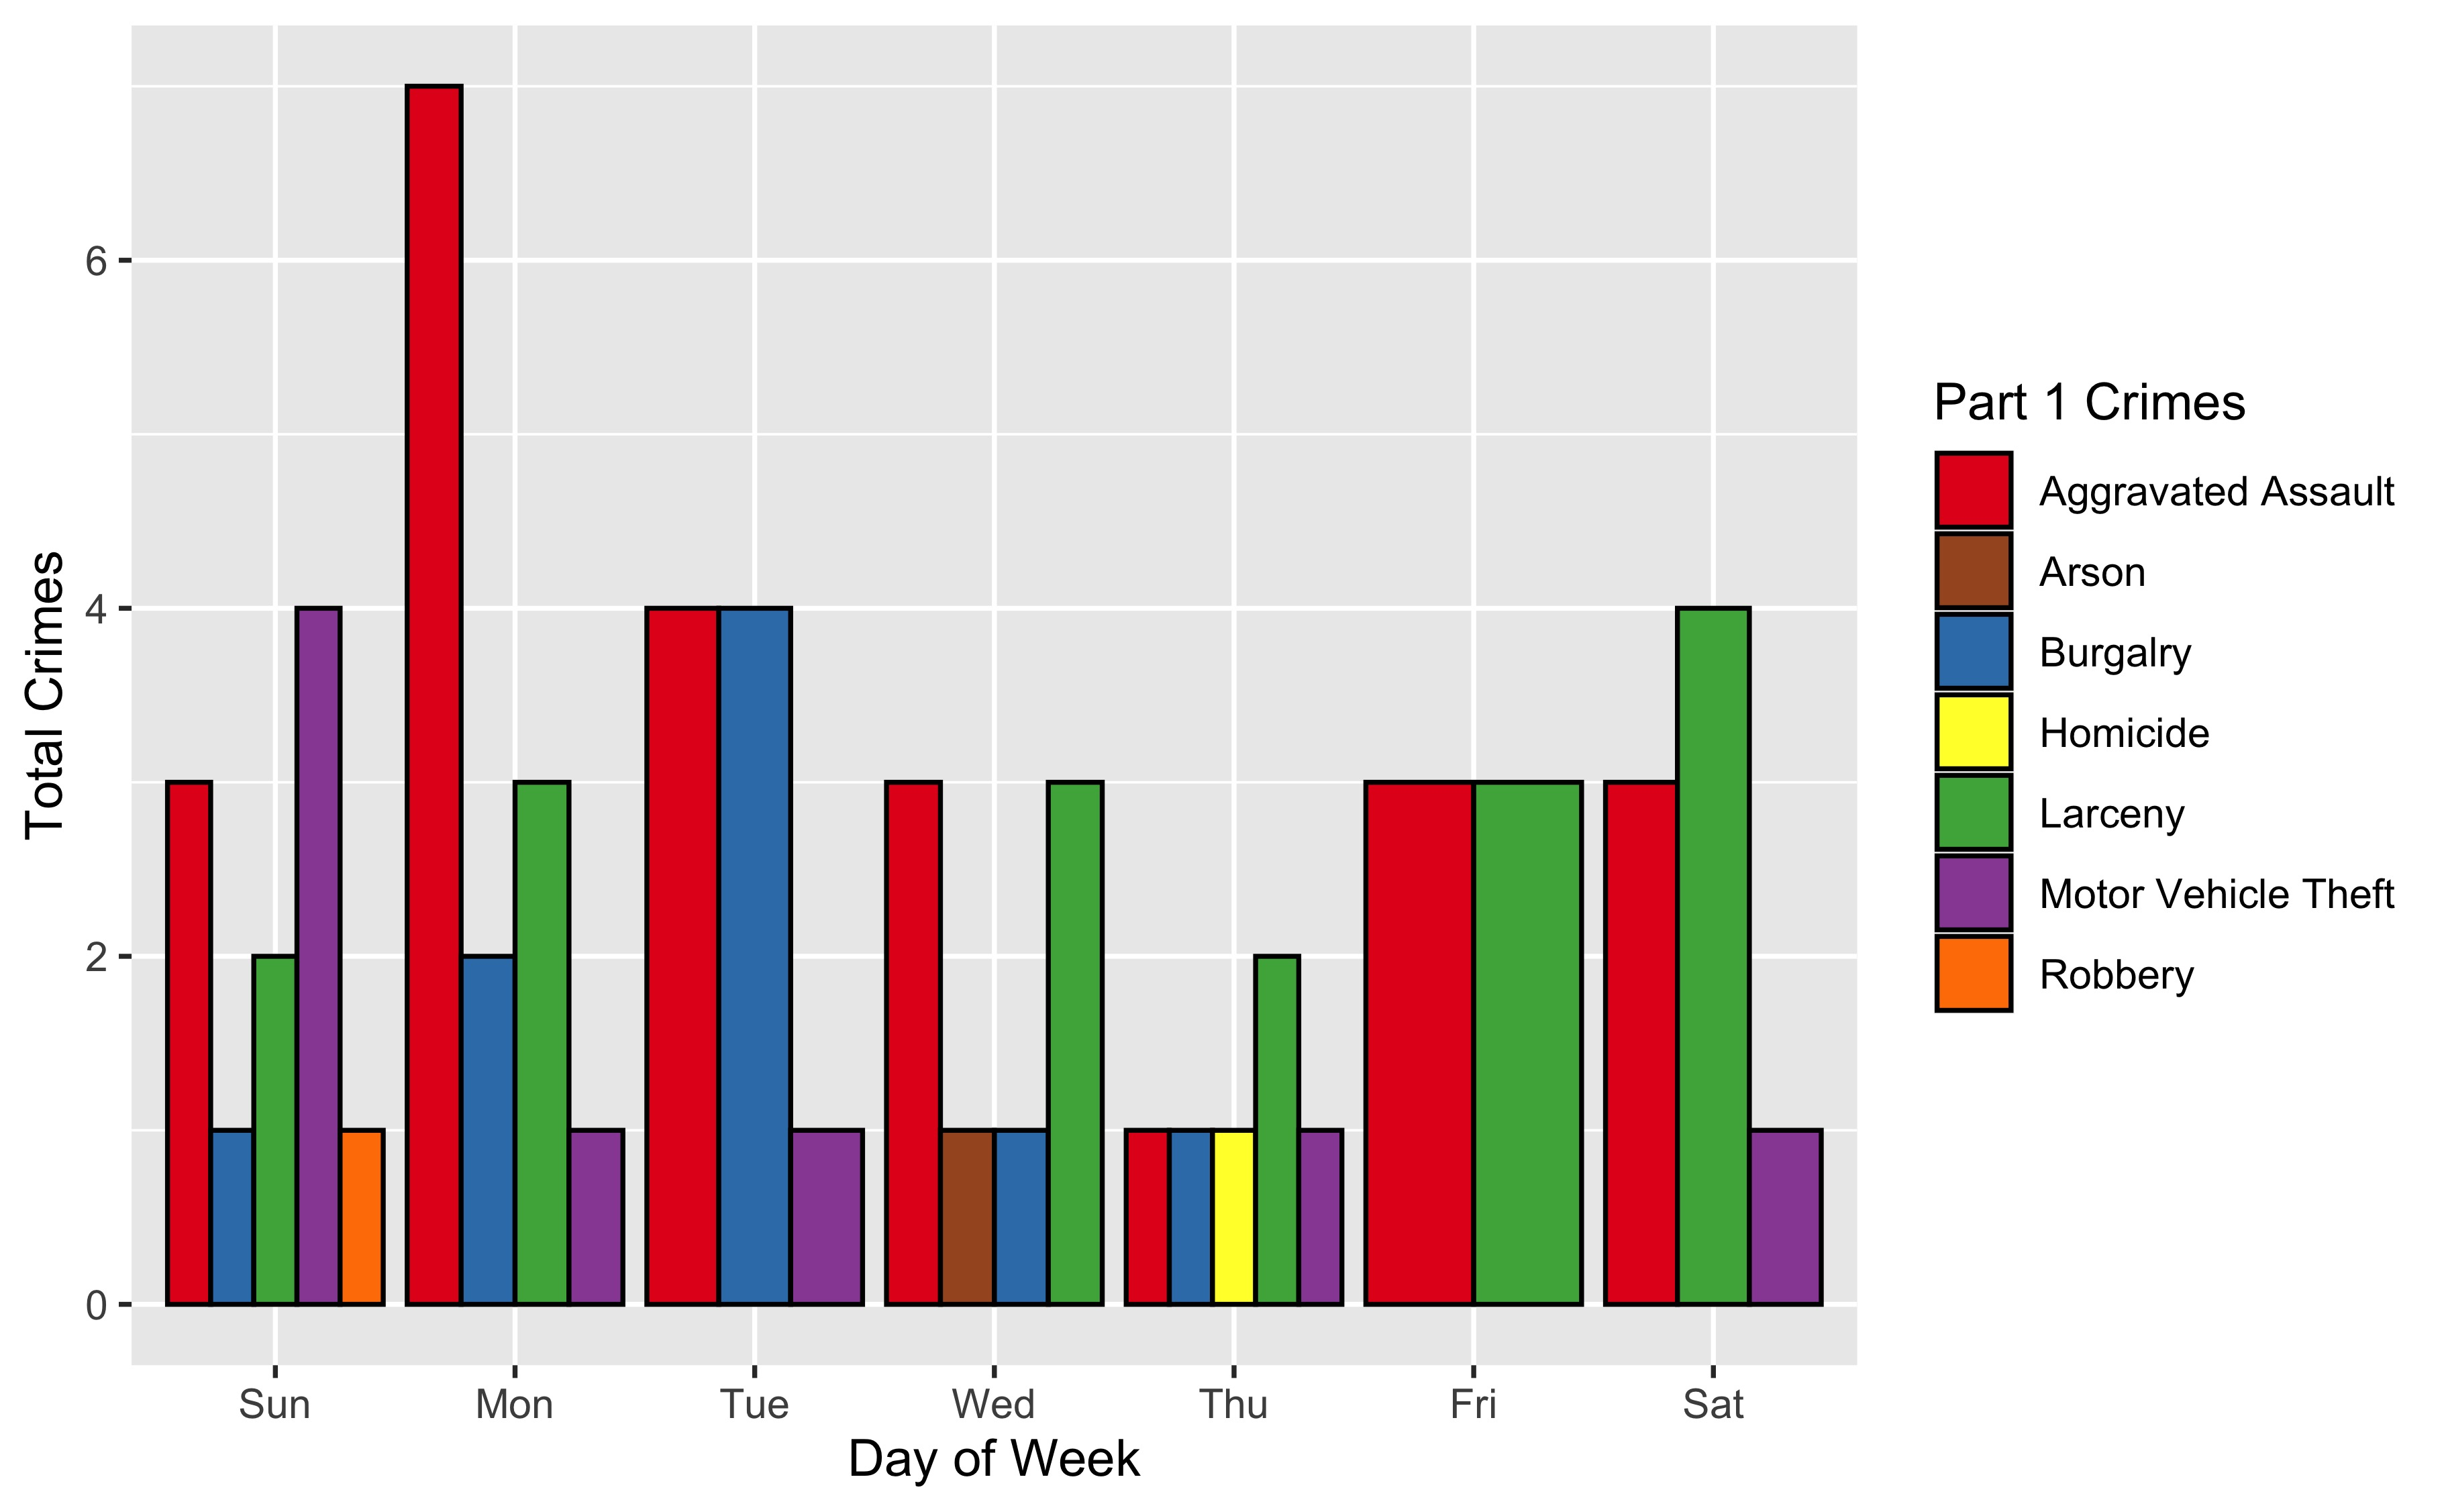 6
4
2
0
Total Crimes
Sun Mon Tue Wed Thu Fri Sat
Day of Week
Part 1 Crimes
Aggravated Assault
Arson
Burgalry
Homicide
Larceny
Motor Vehicle Theft
Robbery